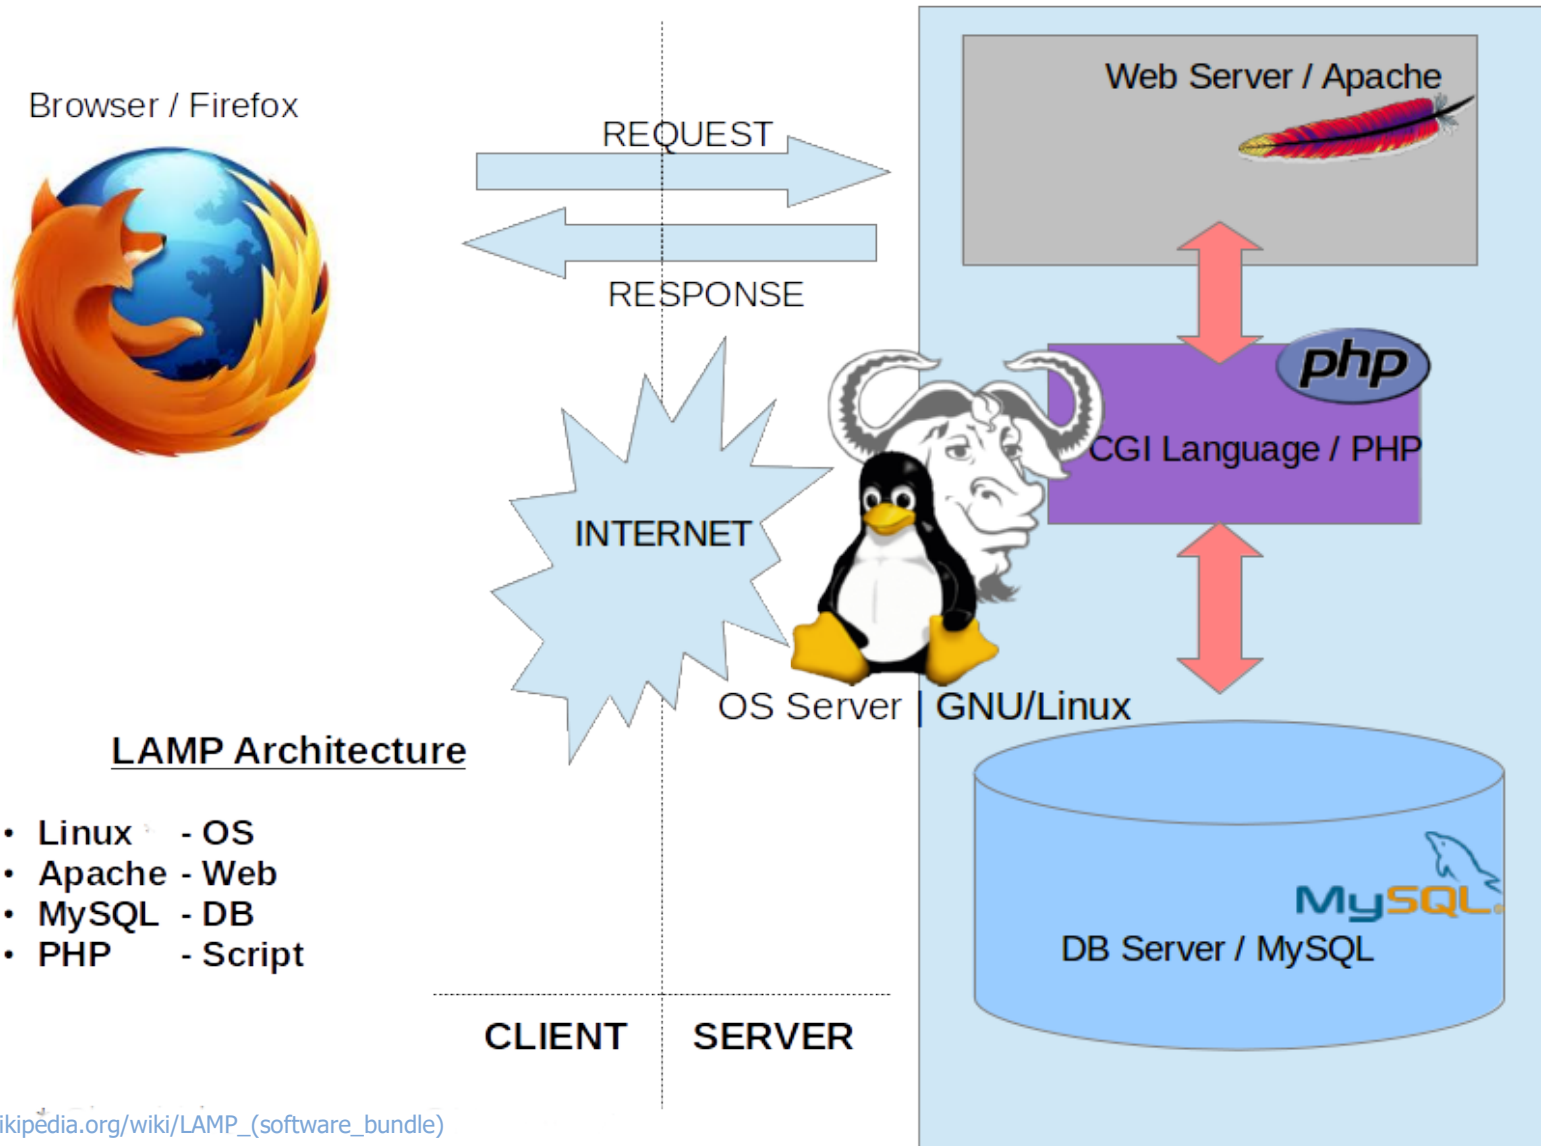 Web Server / Apache
Browser / Firefox
REQUEST
RESPONSE
php
CGI Language / PHP
INTERNET
OS Server | GNU/Linux
LAMP Architecture
• Linux - OS
• Apache - Web
• MySQL - DB
• PHP - Script
MySQL
DB Server / MySQL
CLIENT
SERVER
ikipedia.org/wiki/LAMP_(software_bundle)